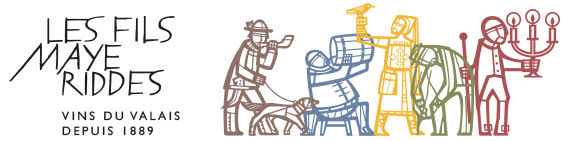 LES FILS
MAYE
RIDDES
VINS DU VALAIS
DEPUIS 1889